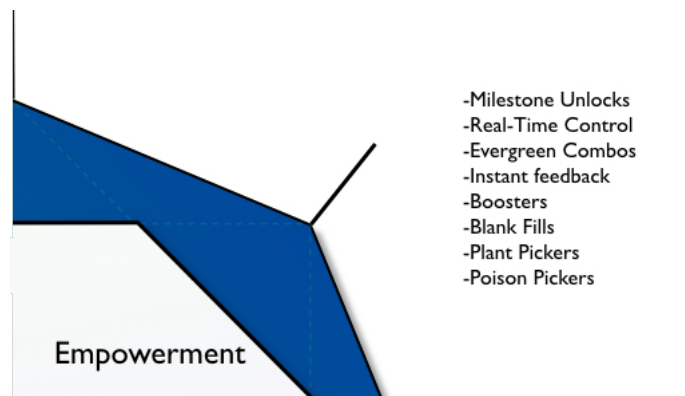 -Milestone Unlocks
-Real-Time Control
-Evergreen Combos
-Instant feedback
-Boosters
-Blank Fills
-Plant Pickers
-Poison Pickers
Empowerment